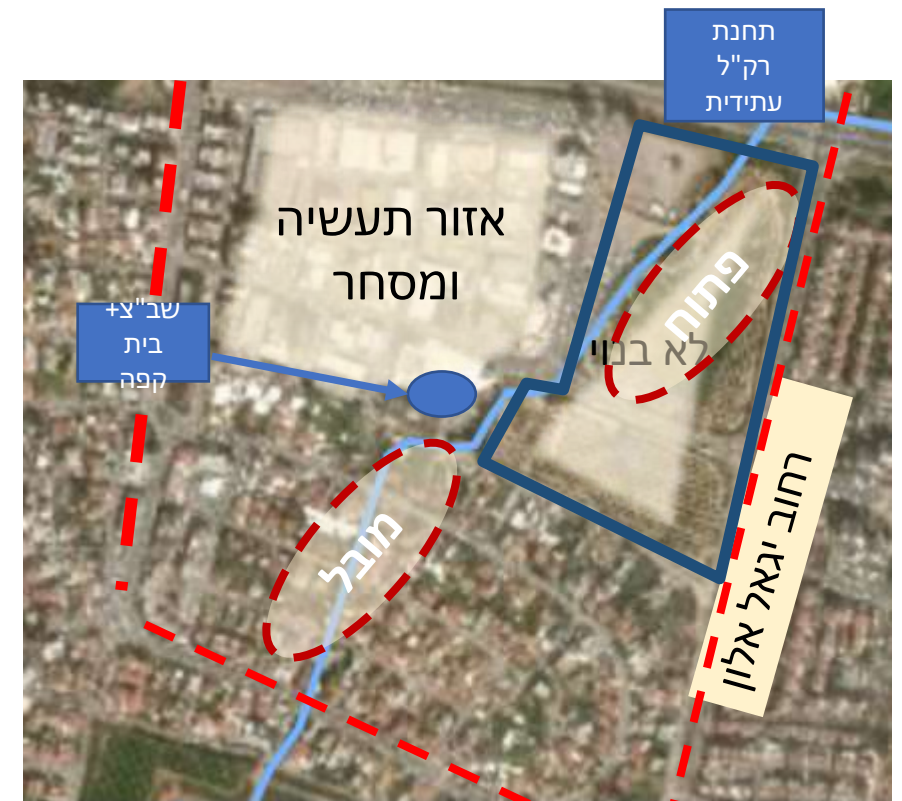 תחנת
רק"ל
עתידית
אזור תעשיה
ומסחר
פתוח
לא בנוי
שב"צ+
בית
קפה
מובל
רחוב יגאל אלון